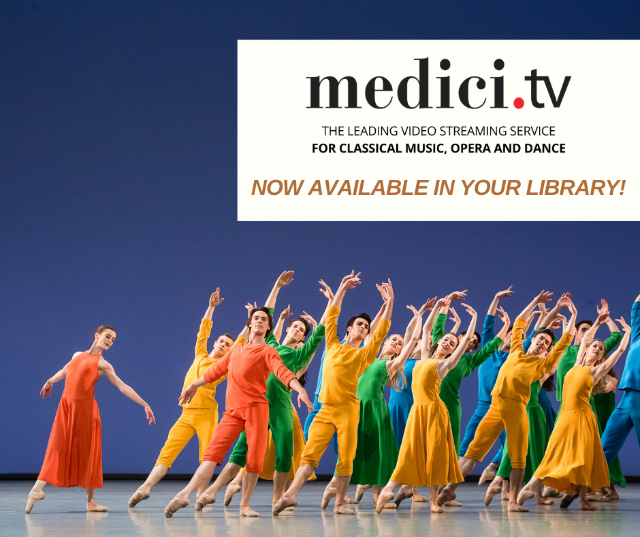 medici.tv
THE LEADING VIDEO STREAMING SERVICE
FOR CLASSICAL MUSIC, OPERA AND DANCE
NOW AVAILABLE IN YOUR LIBRARY!